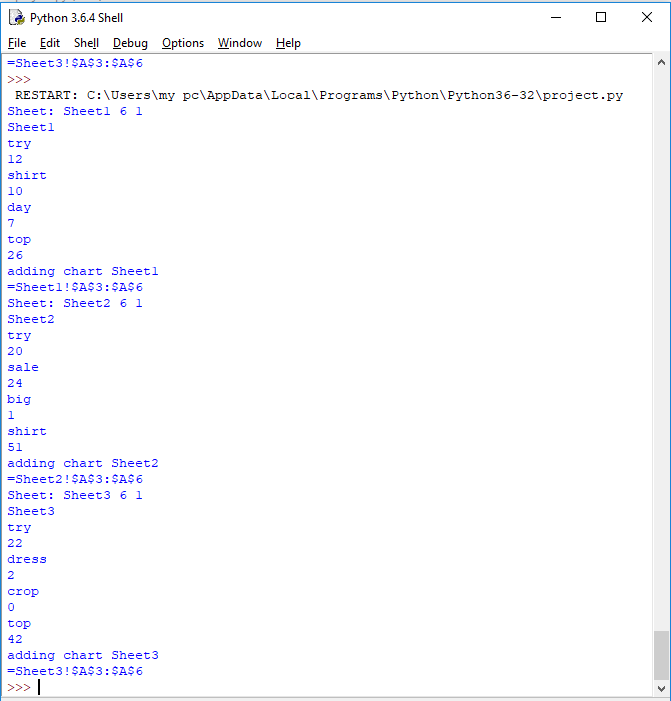 Python 3.6.4 Shell
File Edit Shell Debug Options Window Help
=Sheet3!$A$3:$A$6
>>>
RESTART: C:\Users\my pc\AppData\Local\Programs\Python\Python36-32\project.py
Sheet: Sheet1 6 1
Sheet1
try
12
shirt
10
day
7
top
26
adding chart Sheet1
=Sheet1!$A$3:$A$6
Sheet: Sheet2 6 1
Sheet2
try
20
sale
24
big
1
shirt
51
adding chart Sheet2
=Sheet2!$A$3:$A$6
Sheet: Sheet3 6 1
Sheet3
try
22
dress
2
crop
0
top
42
adding chart Sheet3
=Sheet3!$A$3:$A$6
>>>